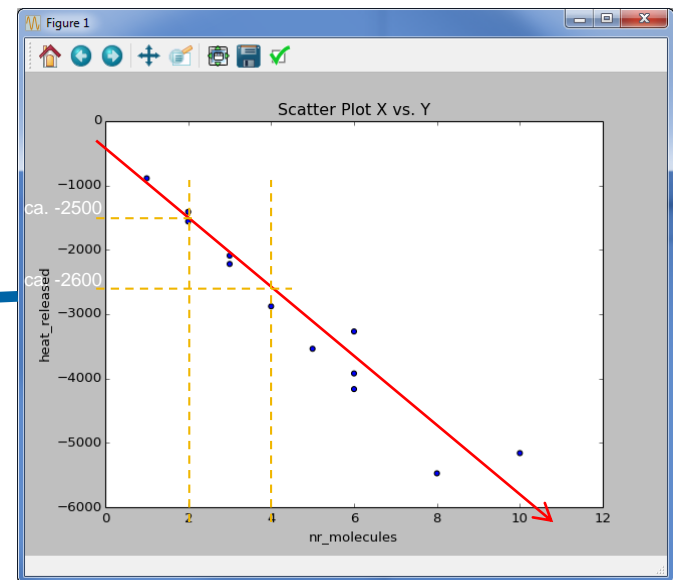 Figure 1
Scatter Plot X vs. Y
0
−1000
ca. -2500
−2000
ca. -2600
−3000
heat_released
−4000
−5000
−6000
0 2 4 6 8 10 12
nr_molecules